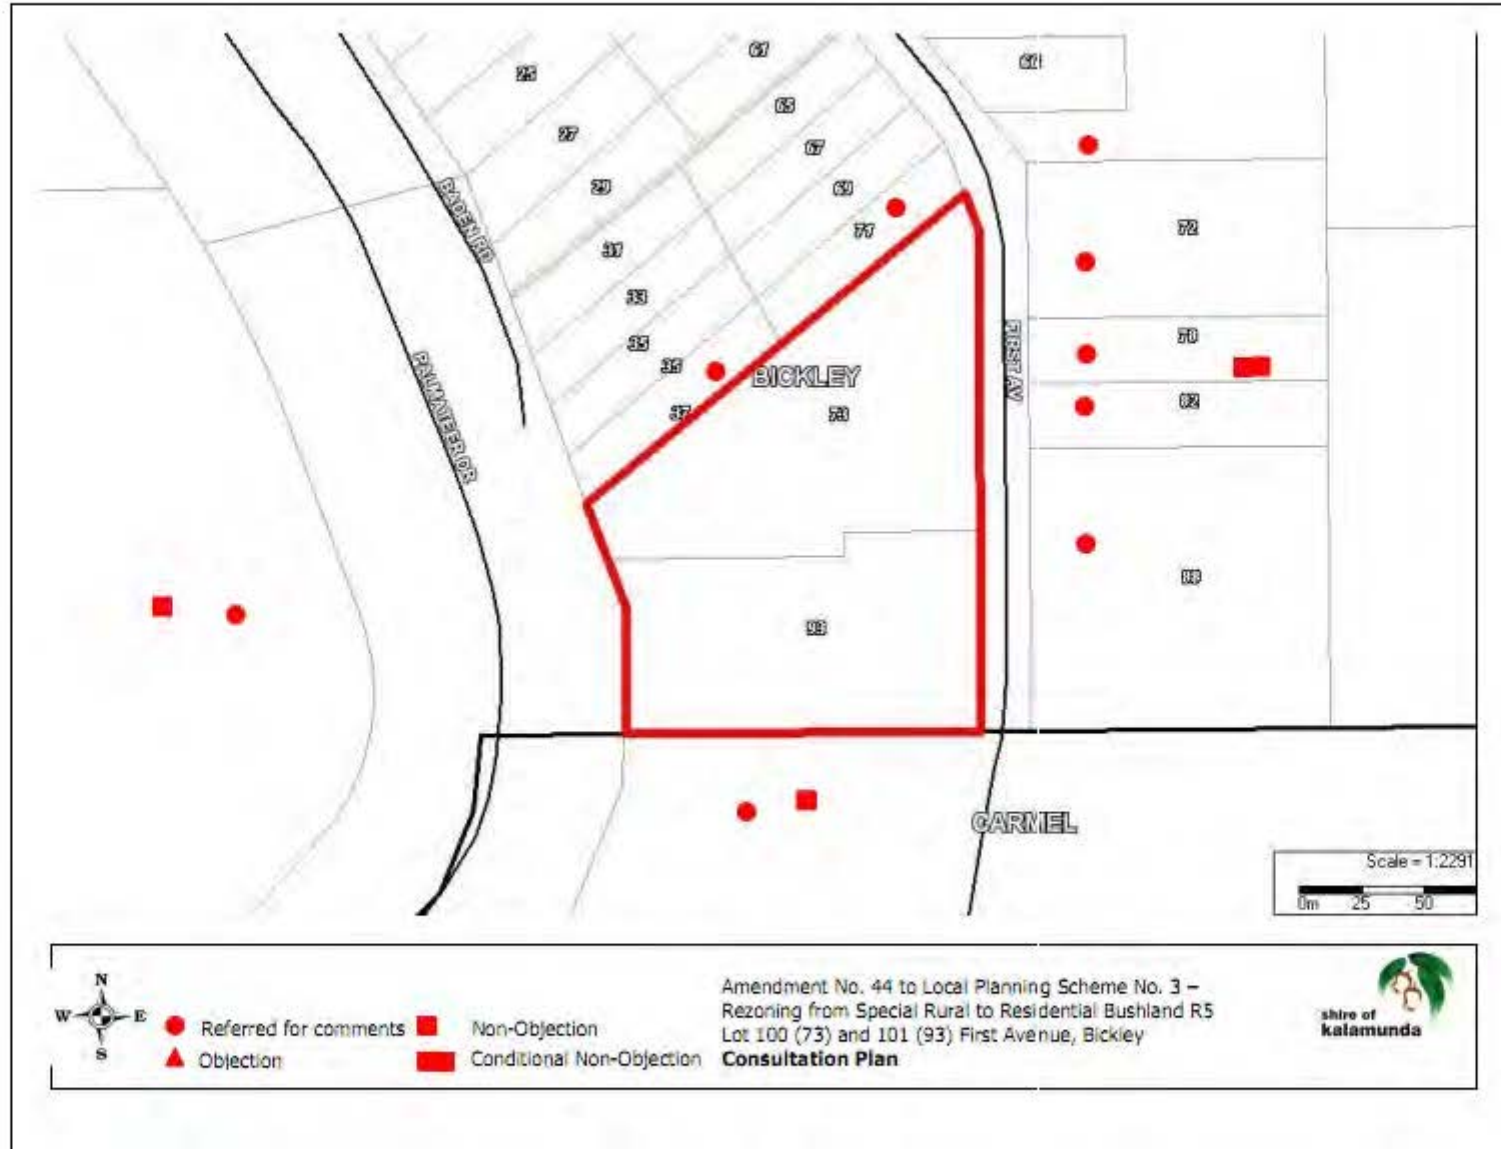 25
61
61
65
27
67
29
69
72
BADEN RD
71
31
33
FIRST AV
70
35
35
BICKLEY
PALMATEER DR
82
37
73
93
CARMEL
Scale = 1:2291
0m 25 50
N
W E
S
Referred for comments
Non-Objection
Objection
Conditional Non-Objection
Amendment No. 44 to Local Planning Scheme No. 3 –
Rezoning from Special Rural to Residential Bushland R5
Lot 100 (73) and 101 (93) First Avenue, Bickley
Consultation Plan
shire of
kalamunda